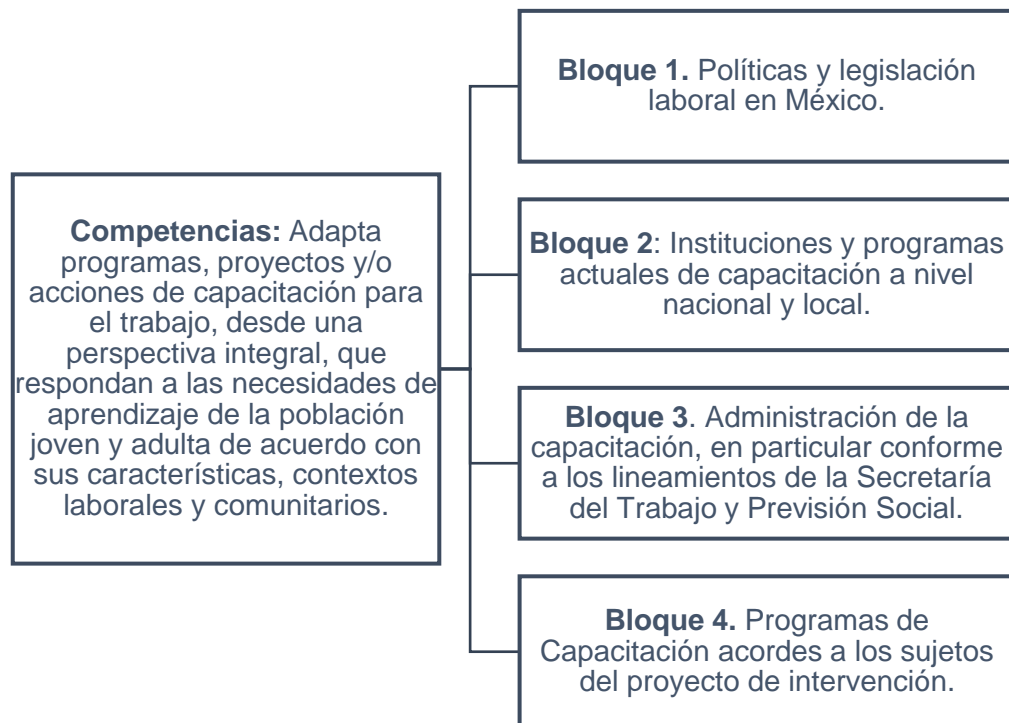 Competencias: Adapta
programas, proyectos y/o
acciones de capacitación para
el trabajo, desde una
perspectiva integral, que
respondan a las necesidades de
aprendizaje de la población
joven y adulta de acuerdo con
sus características, contextos
laborales y comunitarios.
Bloque 1. Políticas y legislación
laboral en México.
Bloque 2: Instituciones y programas
actuales de capacitación a nivel
nacional y local.
Bloque 3. Administración de la
capacitación, en particular conforme
a los lineamientos de la Secretaría
del Trabajo y Previsión Social.
Bloque 4. Programas de
Capacitación acordes a los sujetos
del proyecto de intervención.